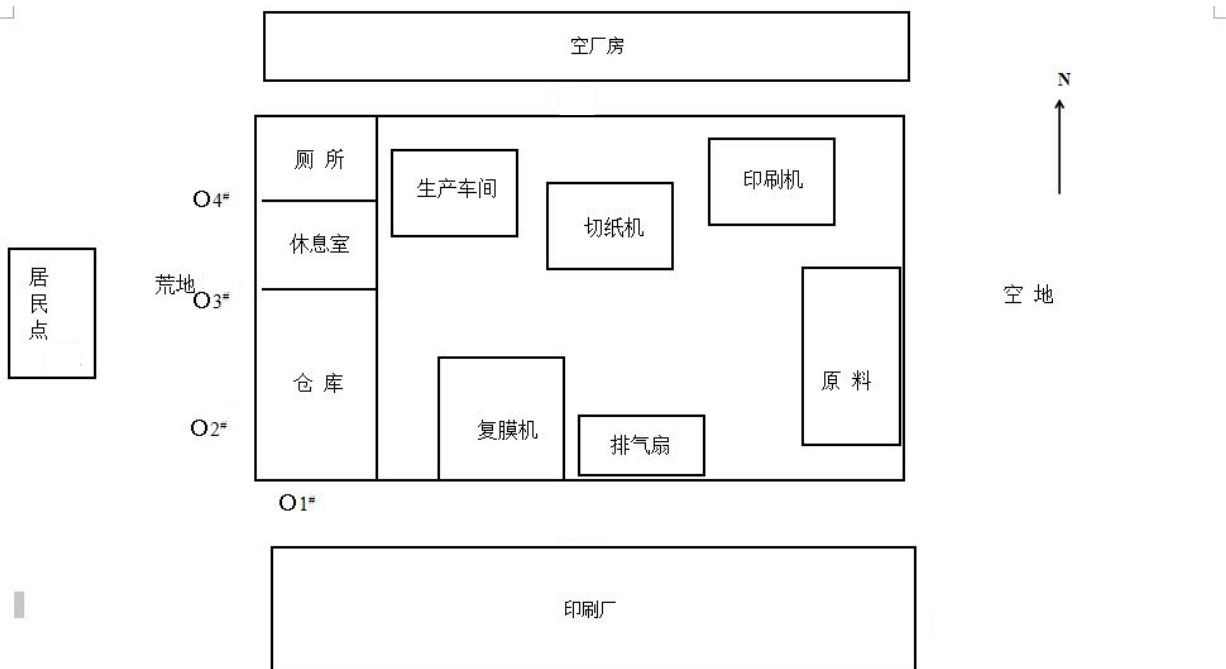 空厂房
N
厕 所
生产车间
印刷机
O4#
切纸机
休息室
居
民
点
荒地
O3#
空 地
仓 库
原 料
O2#
复膜机
排气扇
O1#
印刷厂